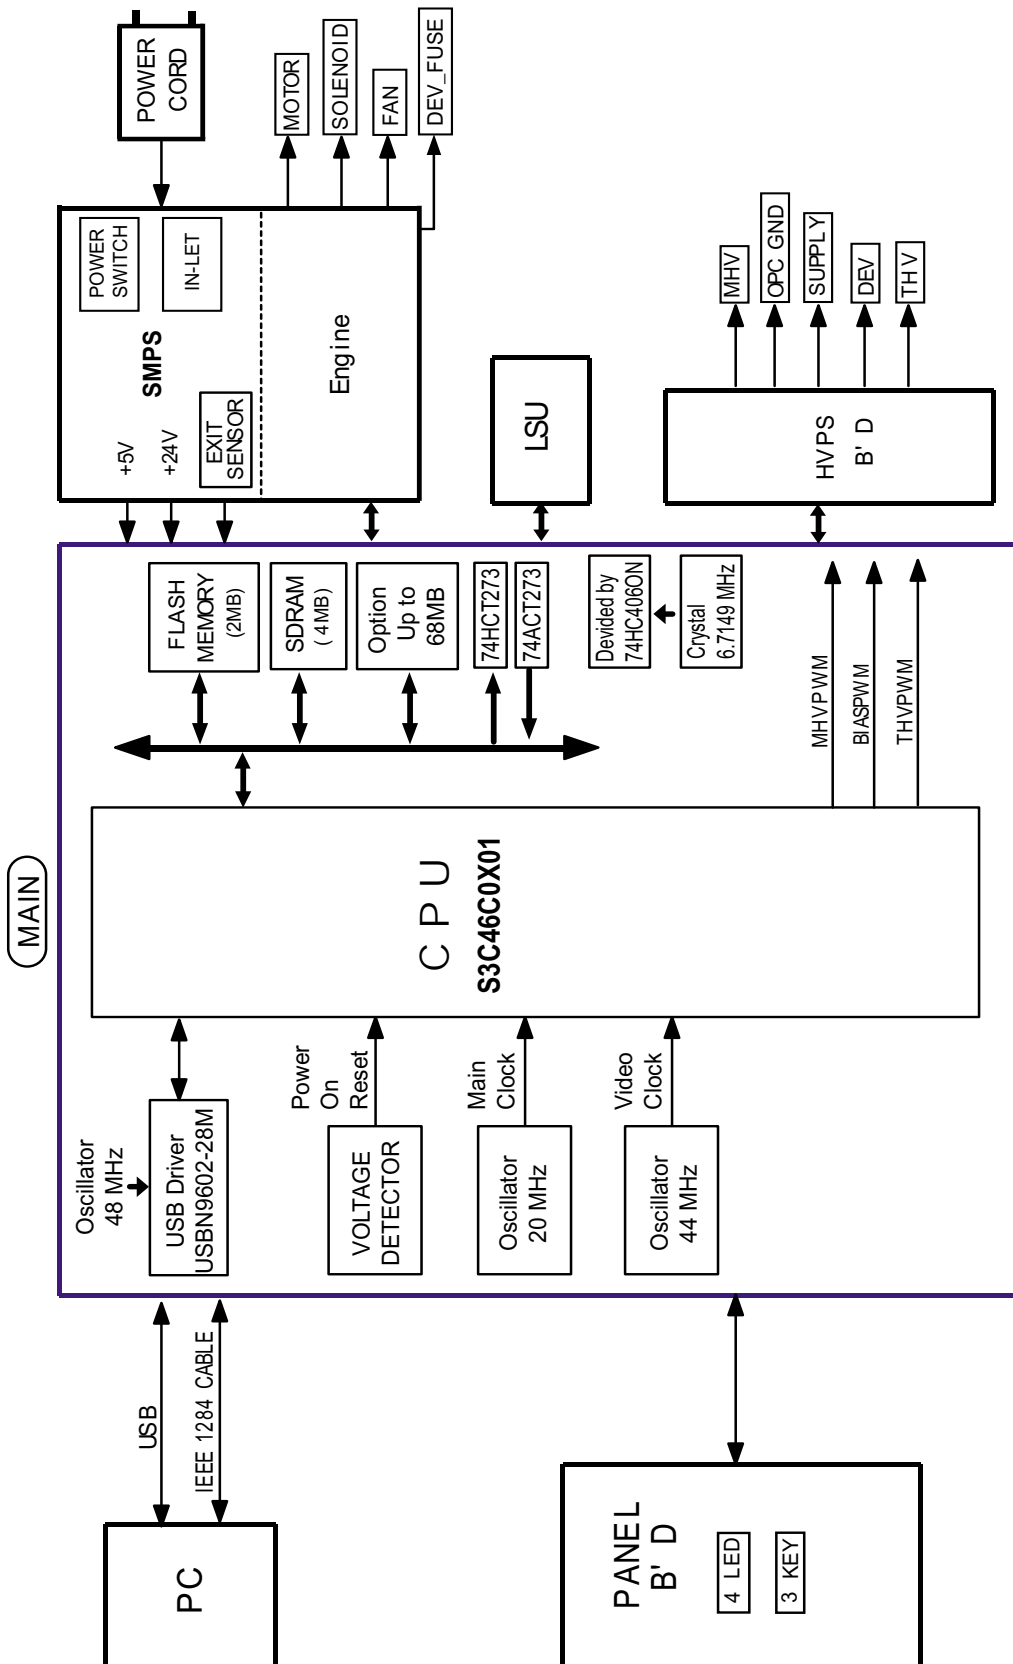 MAIN
PC
USB
IEEE 1284 CABLE
PANEL
B' D
4 LED
3 KEY
Oscillator
48 MHz
USB Driver
USBN9602-28M
VOLTAGE
DETECTOR
Power
On
Reset
Oscillator
20 MHz
Main
Clock
Oscillator
44 MHz
Video
Clock
C P U
S3C46C0X01
FLASH
MEMORY
(2MB)
SDRAM
( 4MB)
Option
Up to
68MB
74HCT273
74ACT273
Devided by
74HC406ON
Crystal
6.7149 MHz
MHVPWM
BIASPWM
THVPWM
+5V
+24V
EXIT
SENSOR
SMPS
POWER
SWITCH
IN-LET
Engine
POWER
CORD
MOTOR
SOLENOID
FAN
DEV_FUSE
LSU
HVPS
B' D
MHV
OPC GND
SUPPLY
DEV
THV